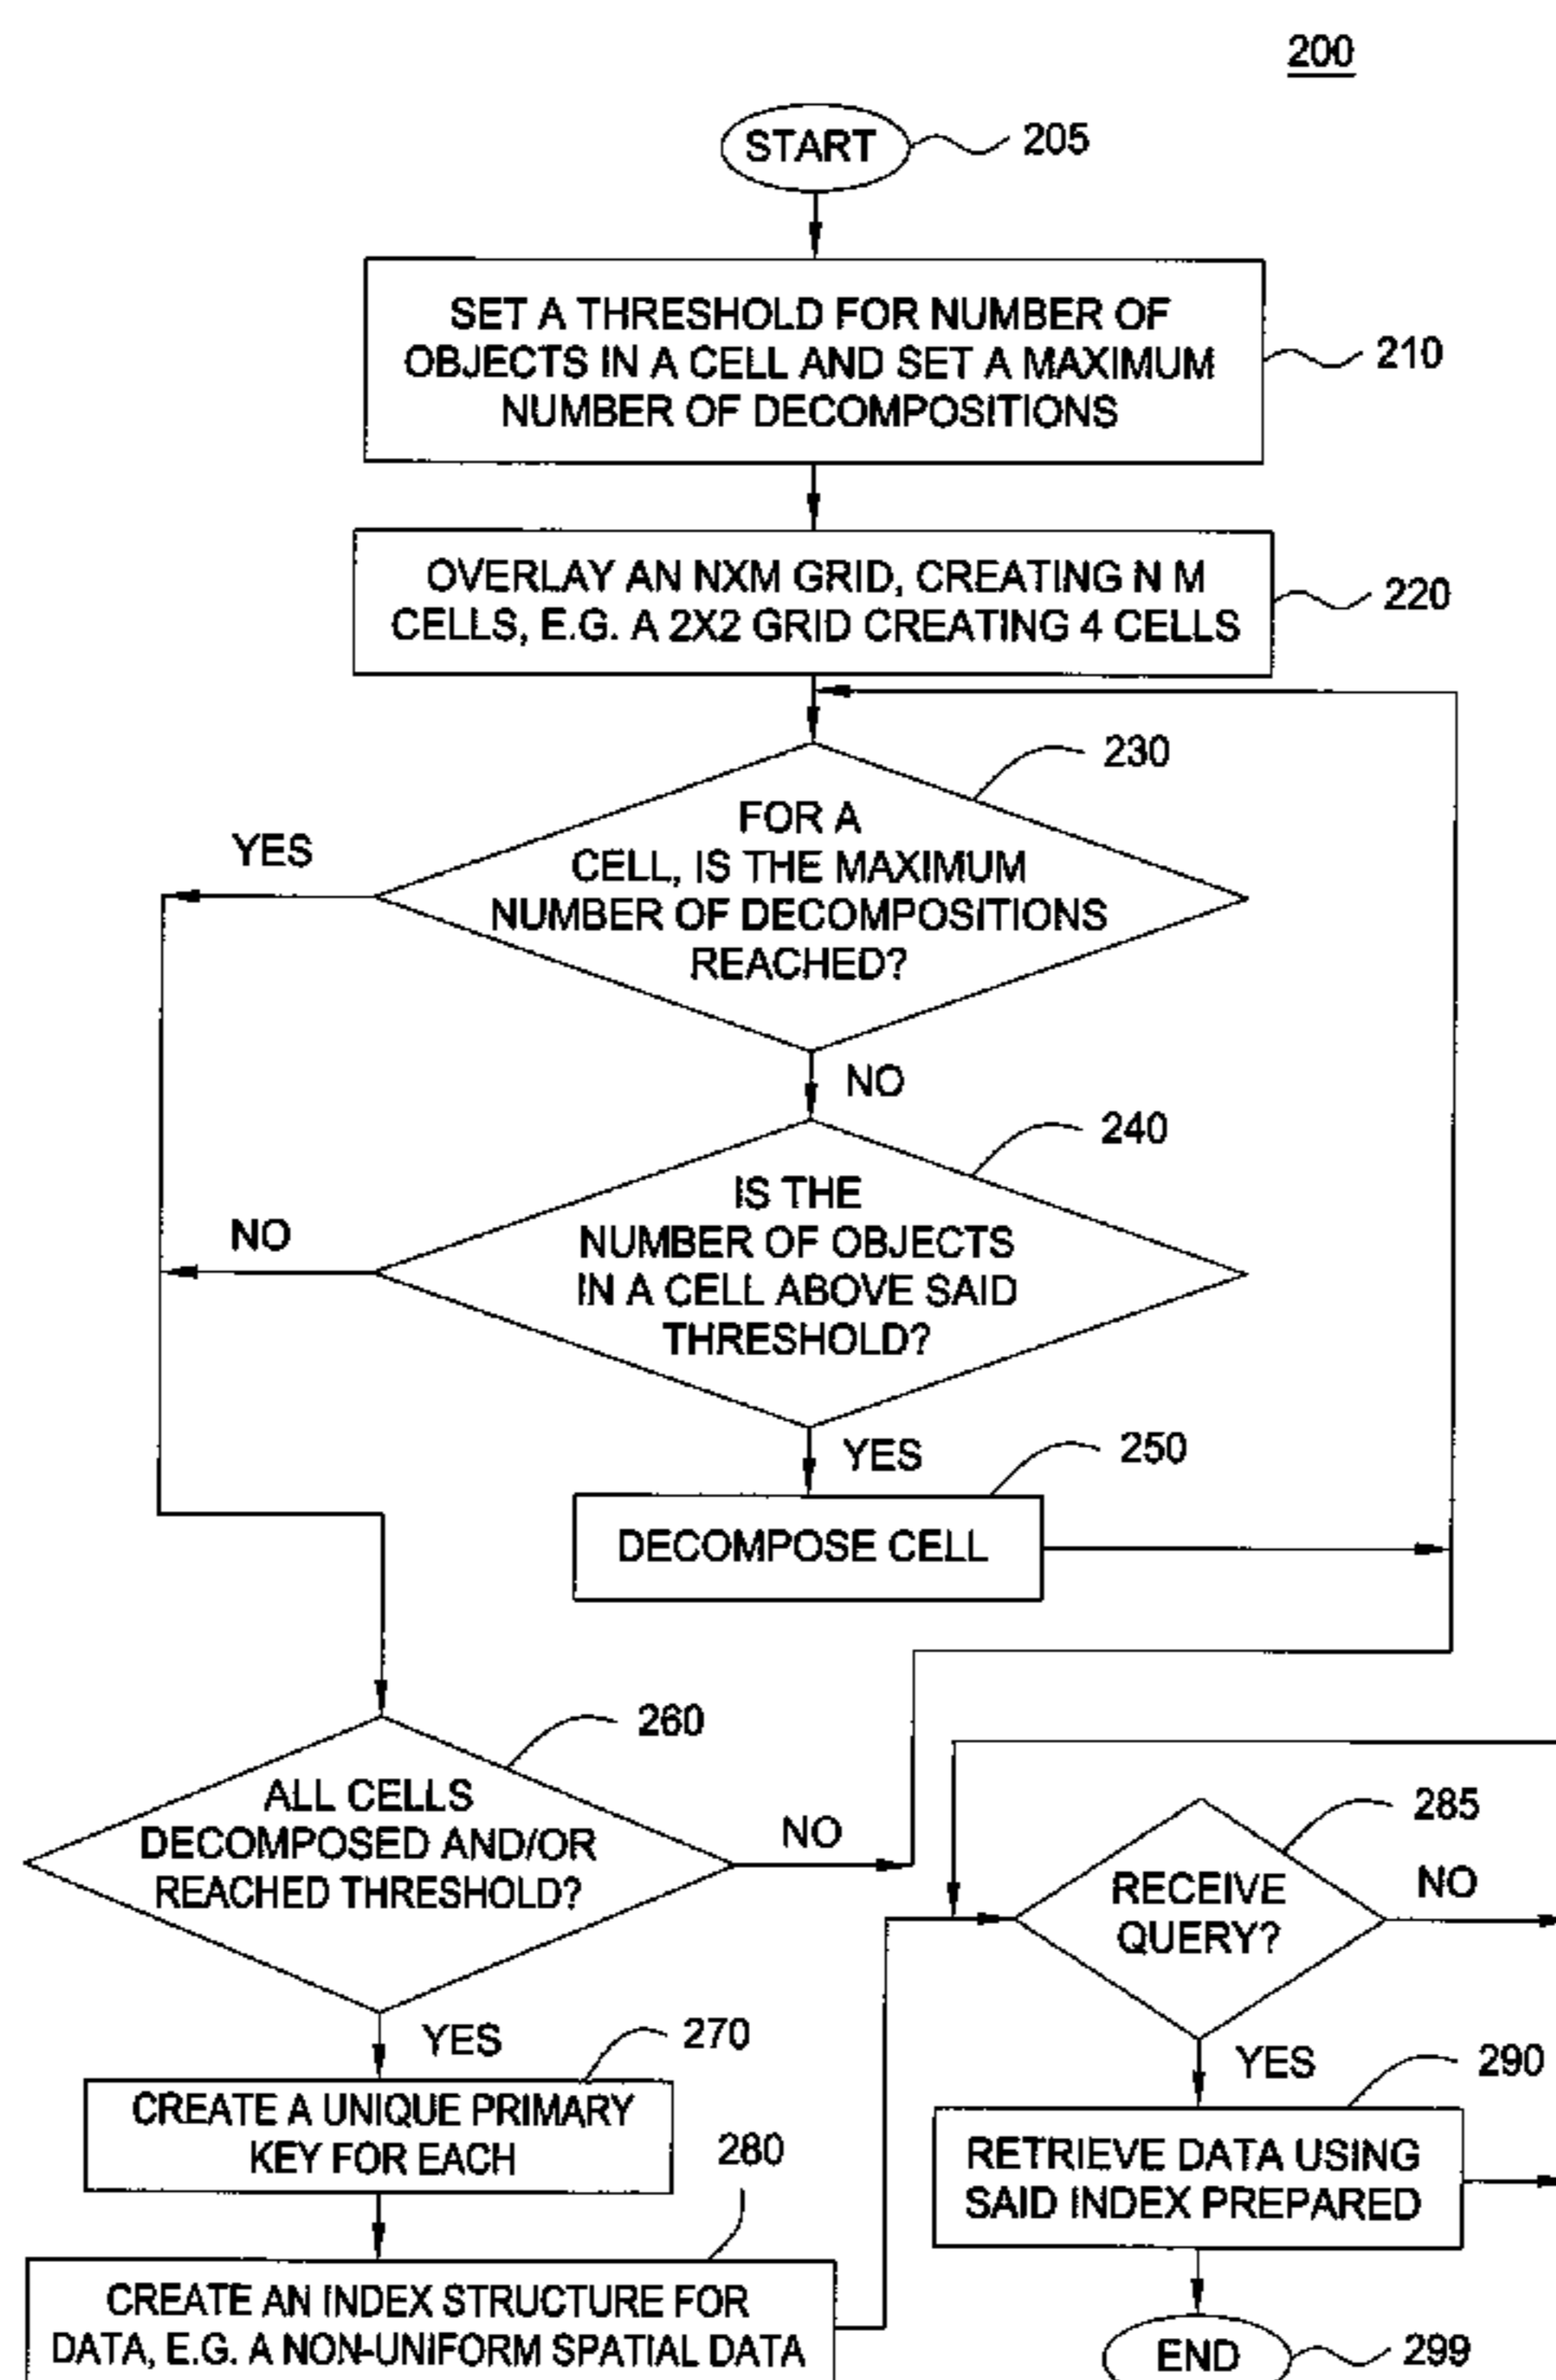 200
START
205
SET A THRESHOLD FOR NUMBER OF
OBJECTS IN A CELL AND SET A MAXIMUM
NUMBER OF DECOMPOSITIONS
210
OVERLAY AN NXM GRID, CREATING N M
CELLS, E.G. A 2X2 GRID CREATING 4 CELLS
220
230
FOR A
CELL, IS THE MAXIMUM
NUMBER OF DECOMPOSITIONS
REACHED?
YES
NO
240
IS THE
NUMBER OF OBJECTS
IN A CELL ABOVE SAID
THRESHOLD?
NO
YES
250
DECOMPOSE CELL
260
ALL CELLS
DECOMPOSED AND/OR
REACHED THRESHOLD?
NO
YES
270
CREATE A UNIQUE PRIMARY
KEY FOR EACH
280
CREATE AN INDEX STRUCTURE FOR
DATA, E.G. A NON-UNIFORM SPATIAL DATA
285
RECEIVE
QUERY?
NO
YES
290
RETRIEVE DATA USING
SAID INDEX PREPARED
END
299